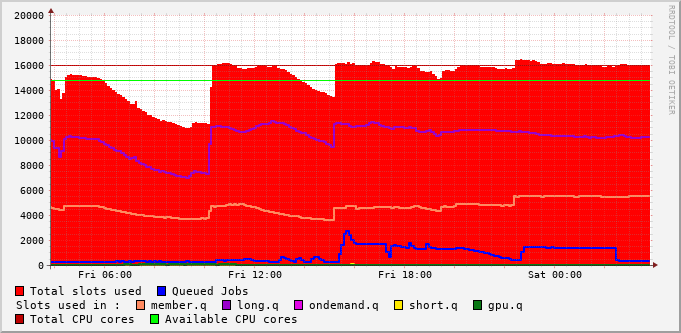 20000
18000
16000
14000
12000
10000
8000
6000
4000
2000
0
Fri 06:00 Fri 12:00 Fri 18:00 Sat 00:00
Total slots used Queued Jobs
Slots used in : member.q long.q ondemand.q short.q gpu.q
Total CPU cores Available CPU cores
RRDTOOL / TOBI OETIKER